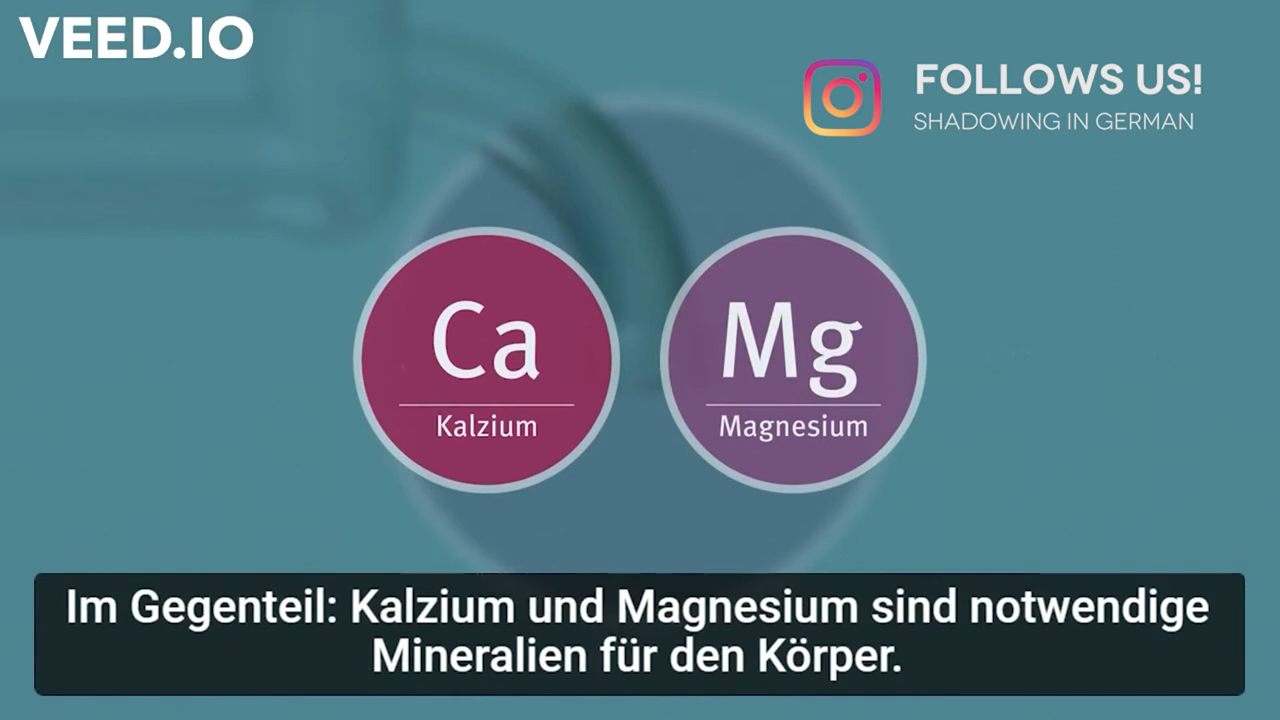 VEED.IO
FOLLOWS US!
SHADOWING IN GERMAN
Ca
Kalzium
Mg
Magnesium
Im Gegenteil: Kalzium und Magnesium sind notwendige
Mineralien für den Körper.